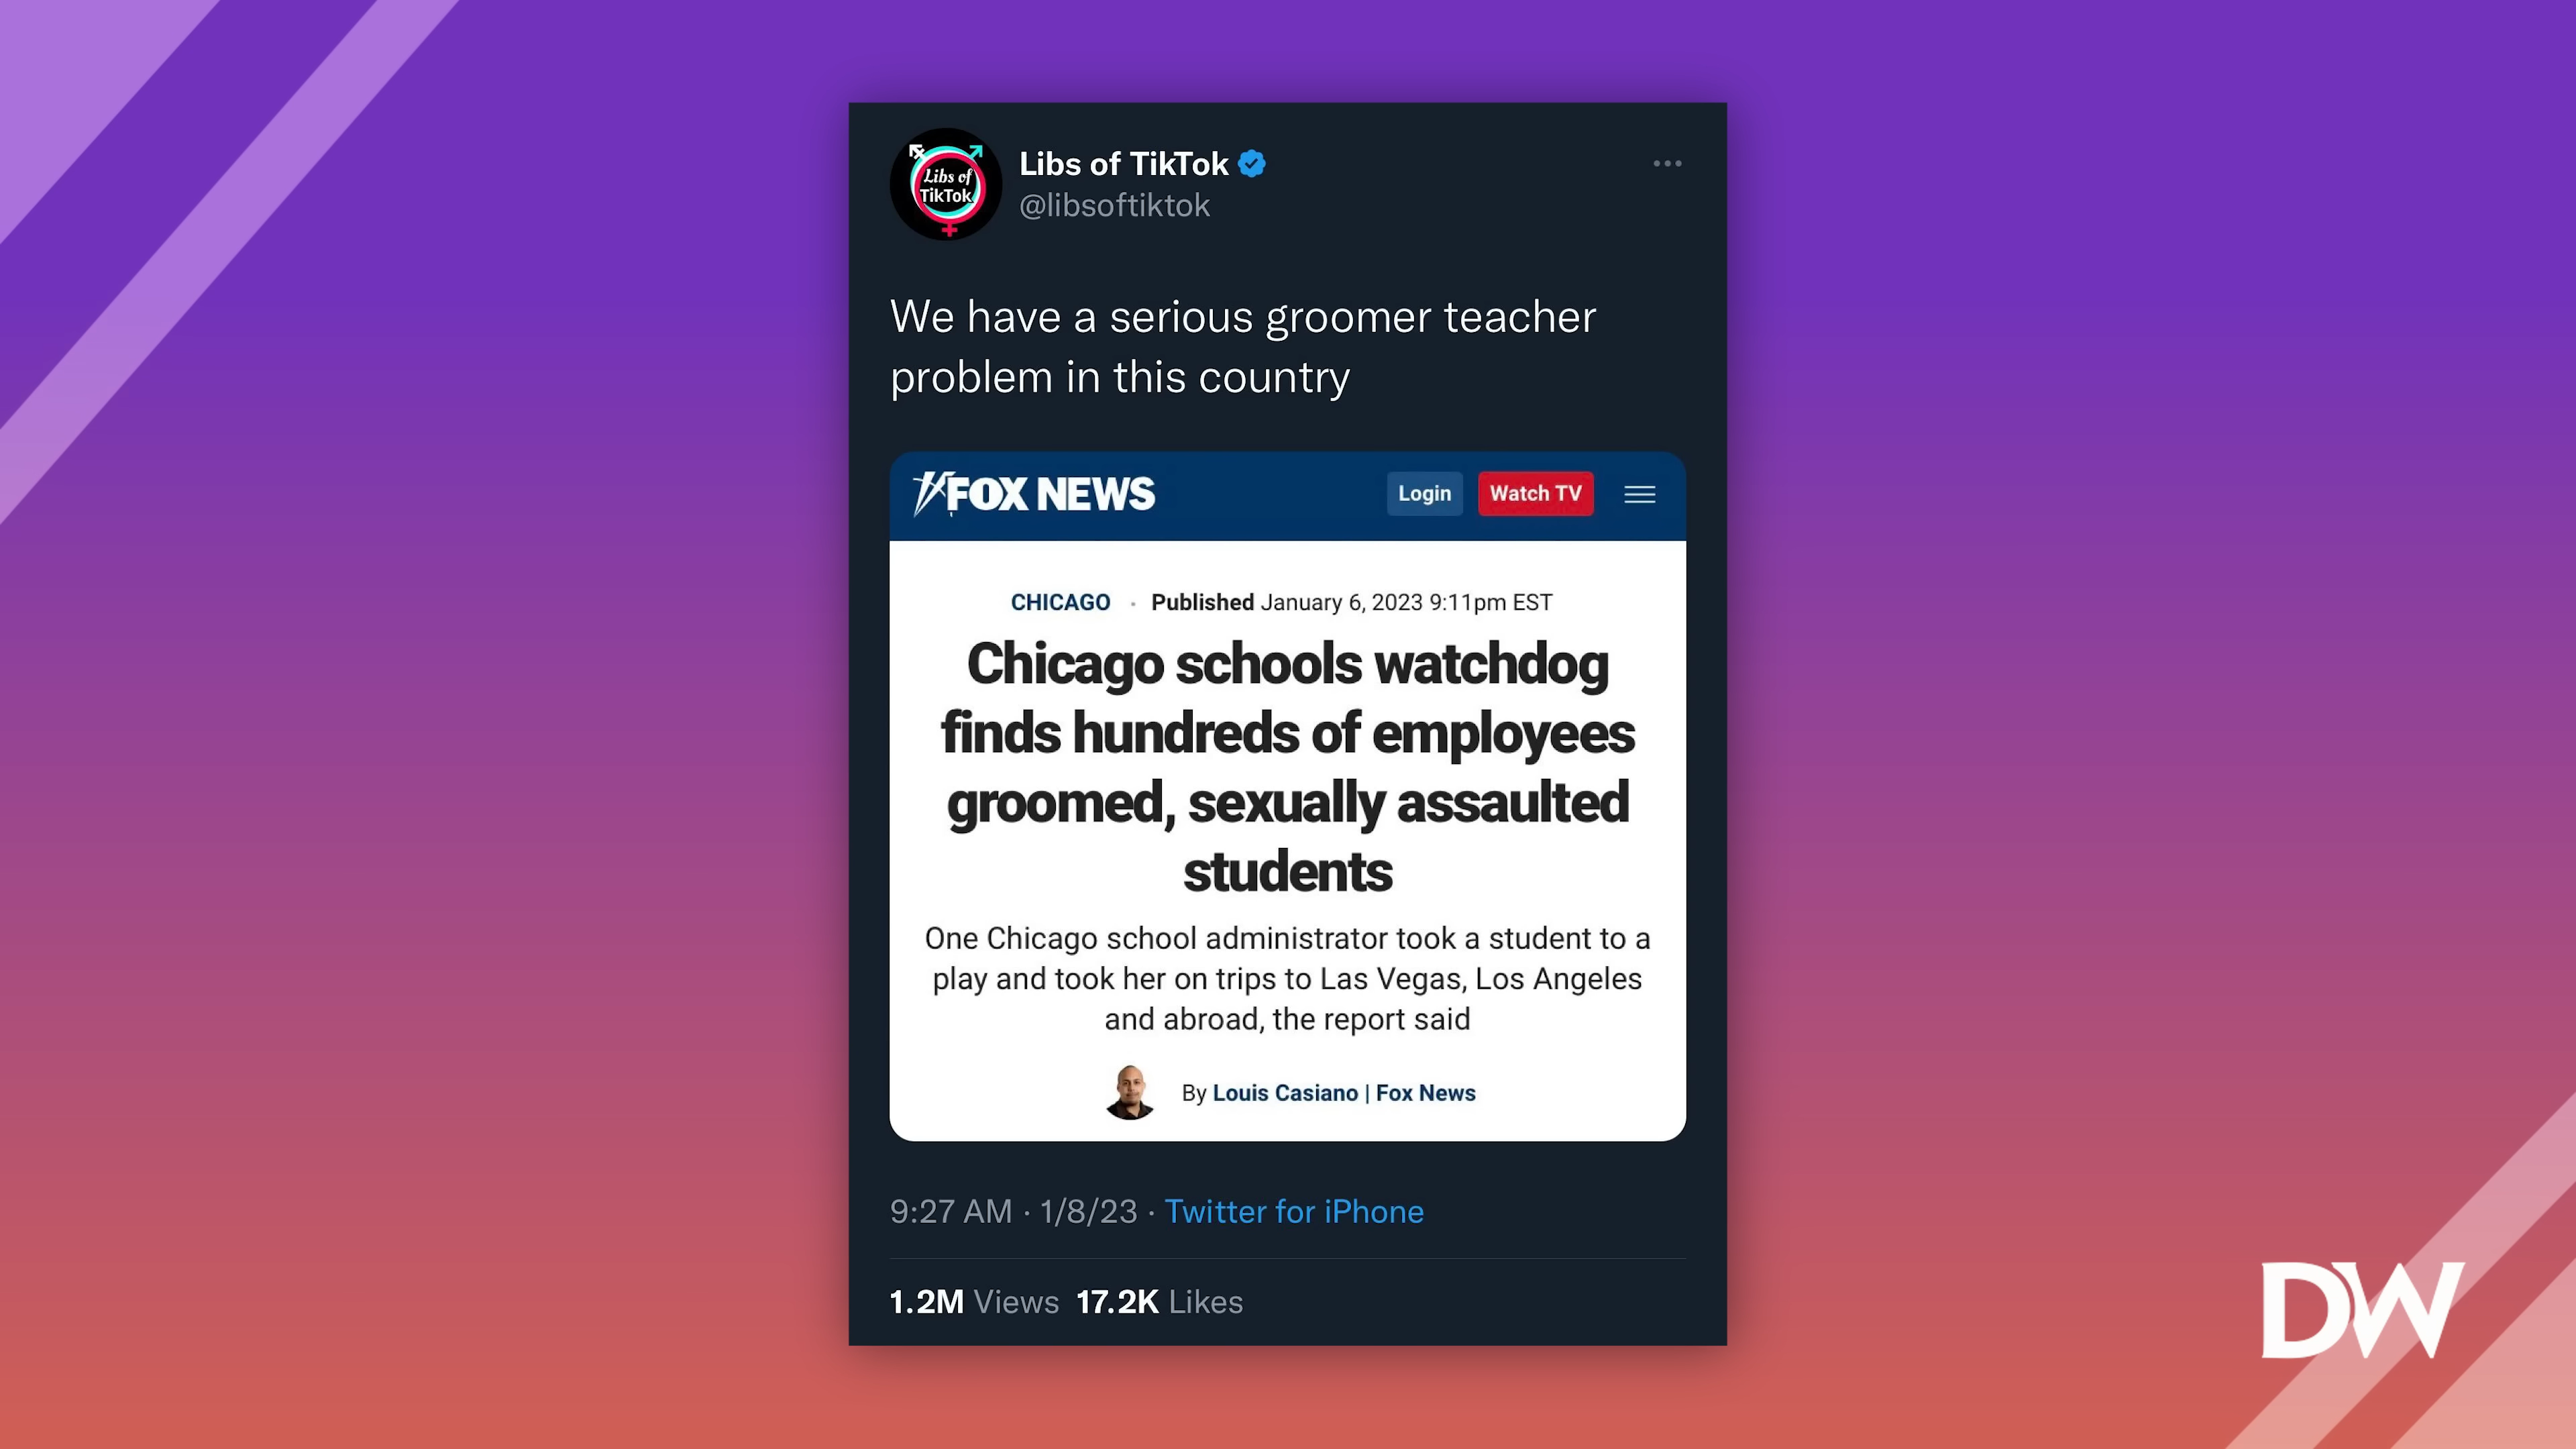 Libs of
TikTok
Libs of TikTok
@libsoftiktok
We have a serious groomer teacher
problem in this country
FOX NEWS
Login
Watch TV
CHICAGO · Published January 6, 2023 9:11pm EST
Chicago schools watchdog
finds hundreds of employees
groomed, sexually assaulted
students
One Chicago school administrator took a student to a
play and took her on trips to Las Vegas, Los Angeles
and abroad, the report said
By Louis Casiano | Fox News
9:27 AM · 1/8/23 · Twitter for iPhone
1.2M Views 17.2K Likes
DW